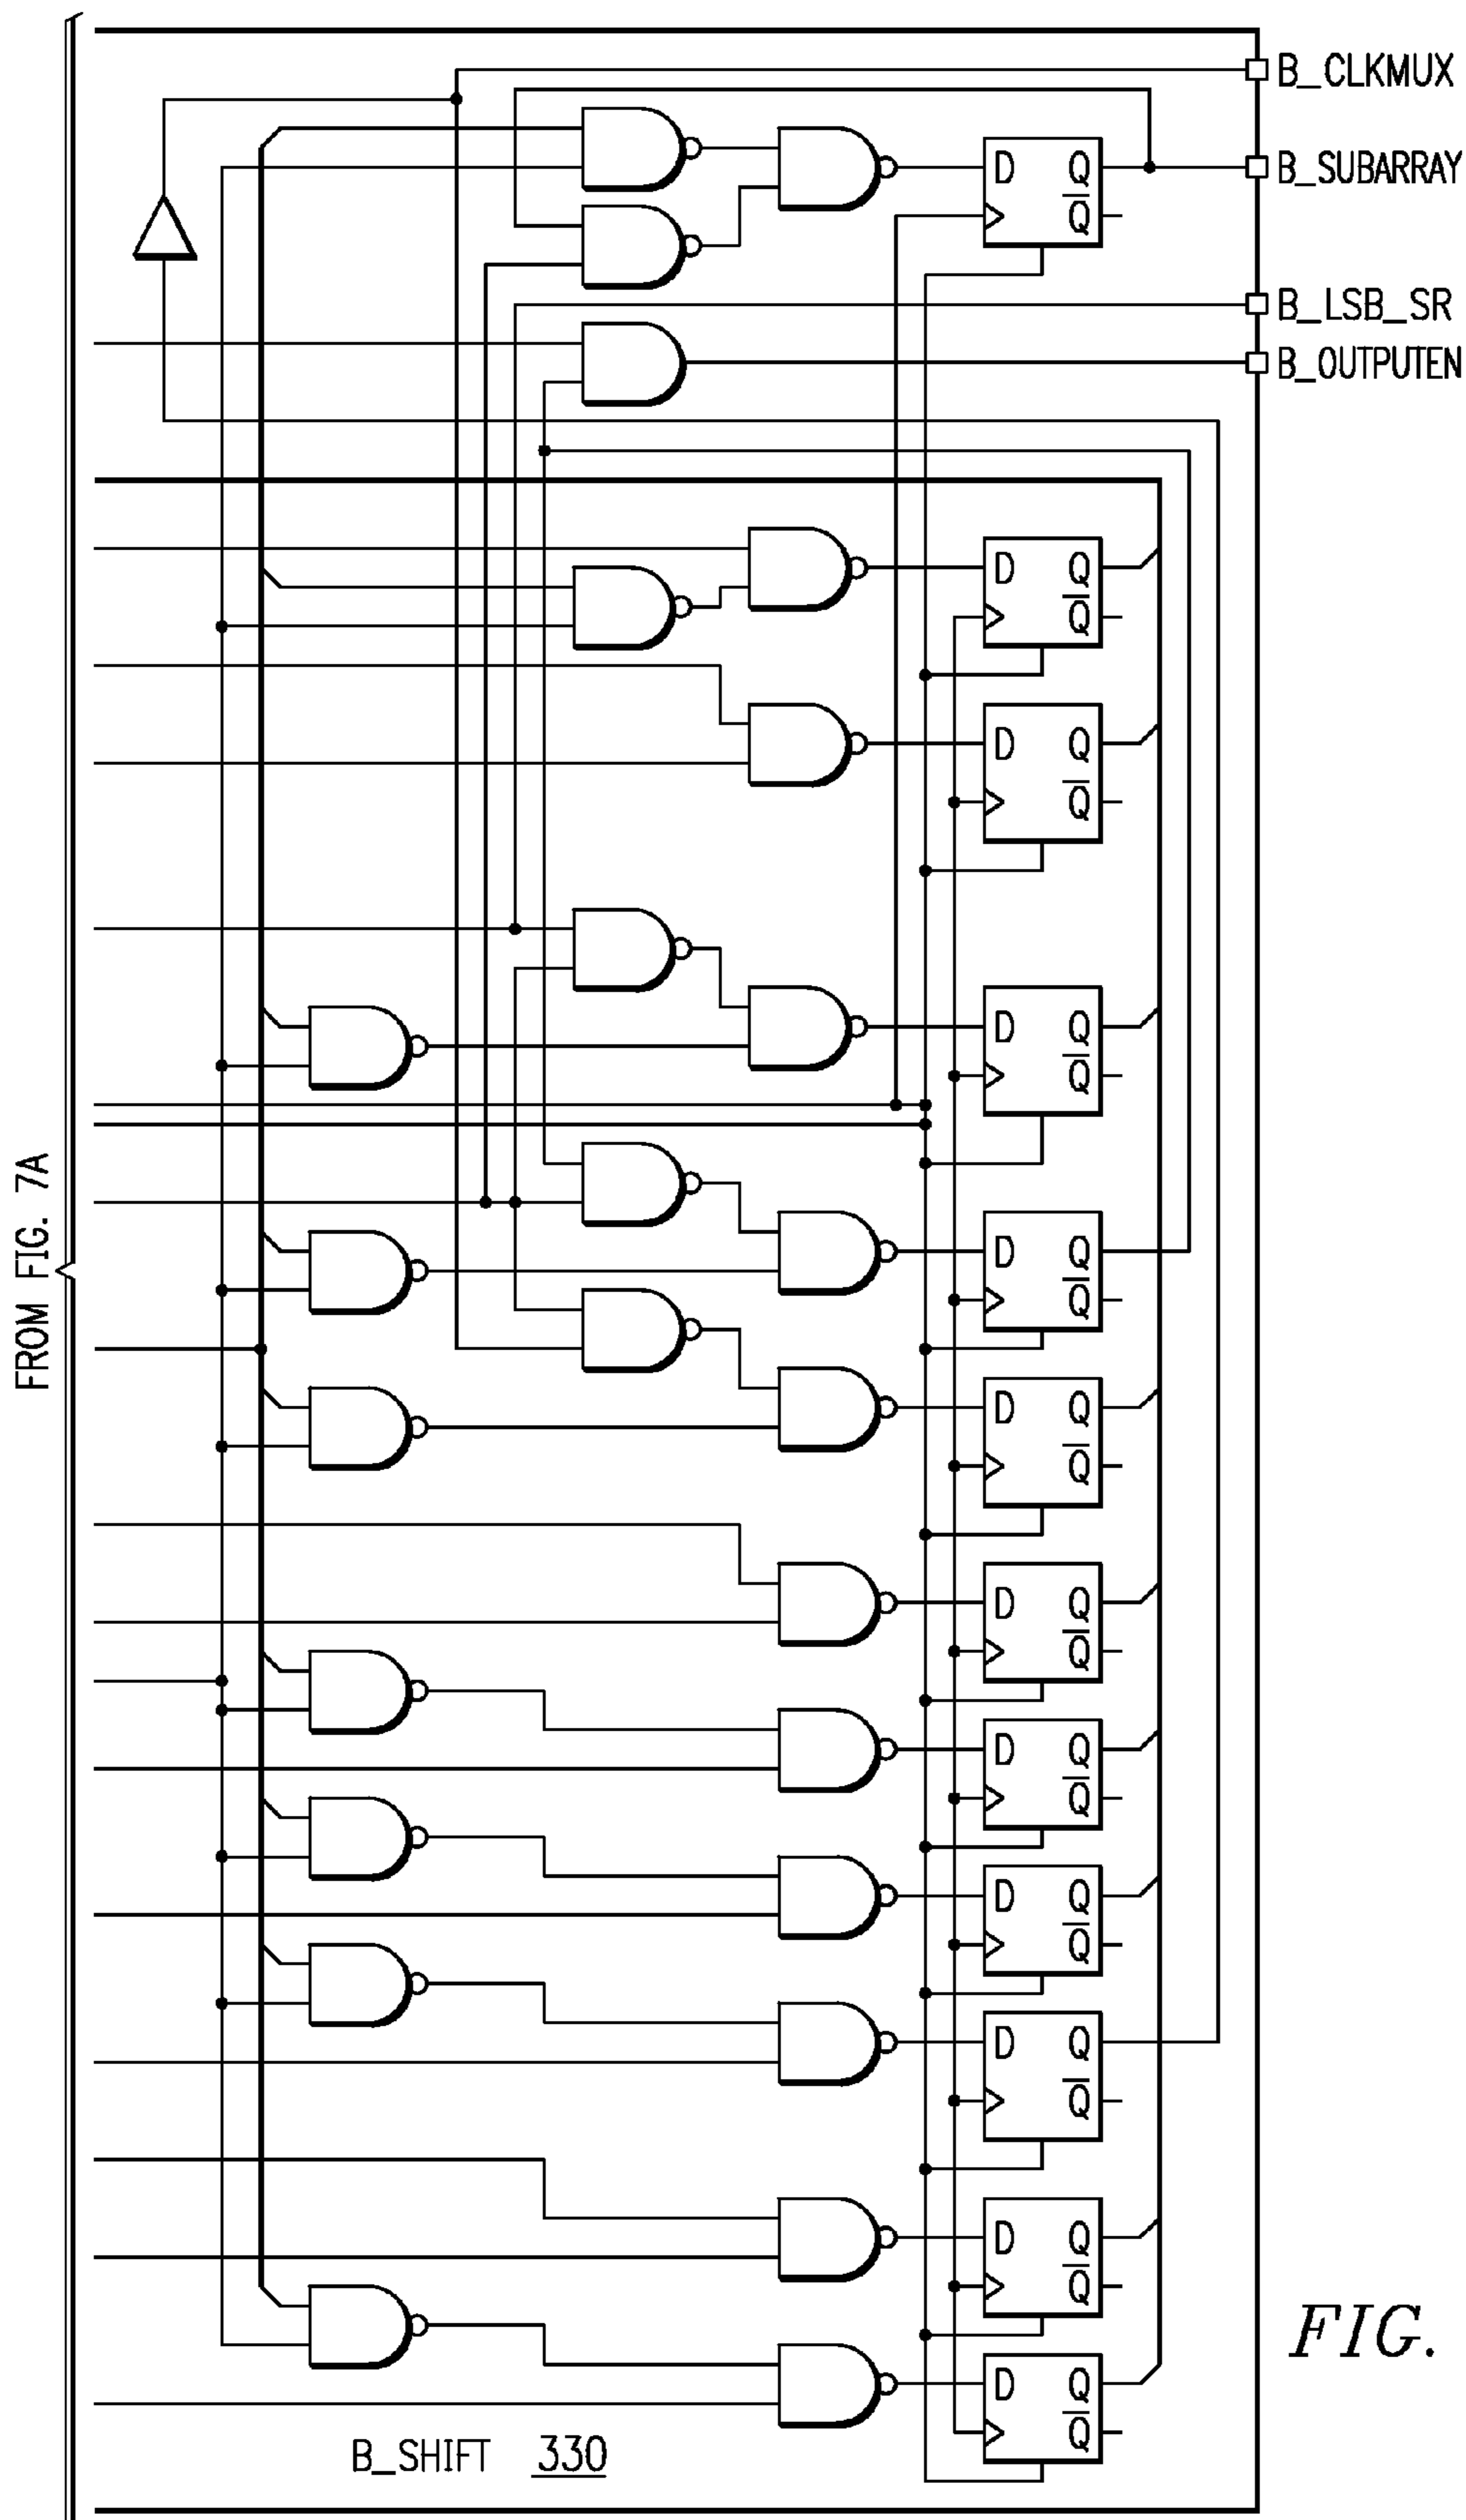 B_CLKMUX
D Q
B_SUBARRAY
Q
B_LSB_SR
B_OUTPUTEN
D Q
Q
D Q
Q
D Q
Q
FROM FIG. 7A
D Q
Q
D Q
Q
D Q
Q
D Q
Q
D Q
Q
D Q
Q
D Q
Q
FIG.
D Q
Q
B_SHIFT 330